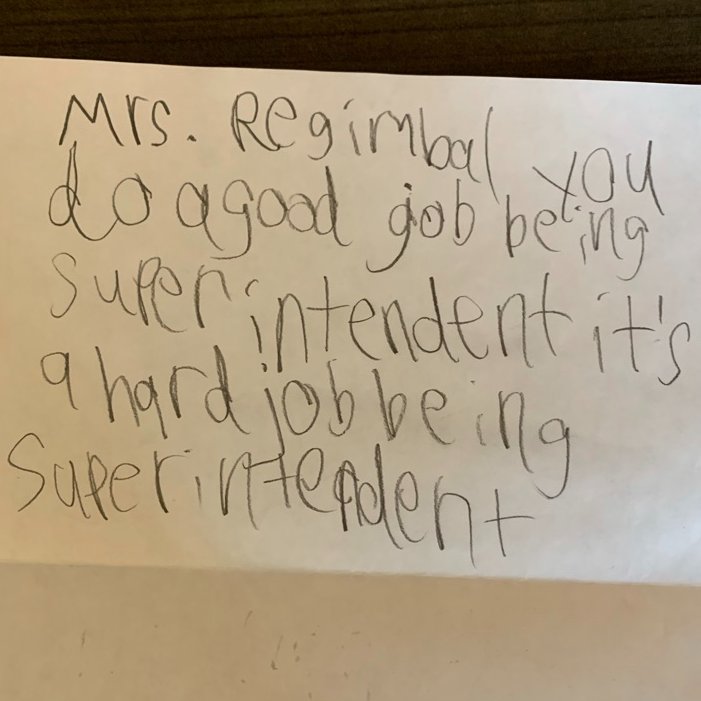 Mrs. Regimbal you
do a good job being
superintendent it's
a hard job being
Superintendent